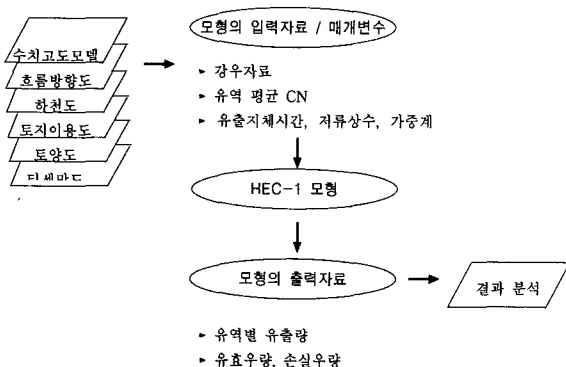 수치고도모델
흐름방향도
하천도
토지이용도
토양도
모형의 입력자료 / 매개변수
▸ 강우자료
▸ 유역 평균 CN
▸ 유출지체시간, 저류상수, 가중계
HEC-1 모형
모형의 출력자료
결과 분석
▸ 유역별 유출량
▸ 유효우량, 손실우량